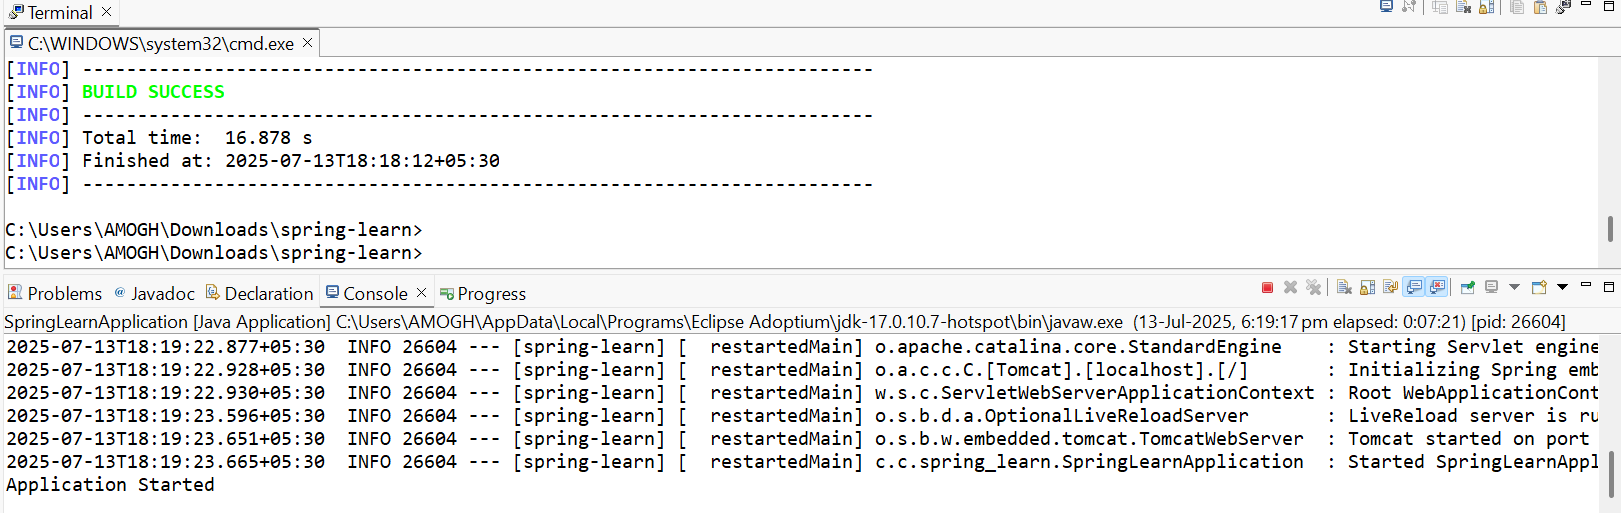 Terminal
C:\WINDOWS\system32\cmd.exe
[INFO] ------------------------------------------------------------------------
[INFO] BUILD SUCCESS
[INFO] ------------------------------------------------------------------------
[INFO] Total time:  16.878 s
[INFO] Finished at: 2025-07-13T18:18:12+05:30
[INFO] ------------------------------------------------------------------------
C:\Users\AMOGH\Downloads\spring-learn>
C:\Users\AMOGH\Downloads\spring-learn>
Problems @ Javadoc Declaration Console Progress
SpringLearnApplication [Java Application] C:\Users\AMOGH\AppData\Local\Programs\Eclipse Adoptium\jdk-17.0.10.7-hotspot\bin\javaw.exe (13-Jul-2025, 6:19:17 pm elapsed: 0:07:21) [pid: 26604]
2025-07-13T18:19:22.877+05:30  INFO 26604 --- [spring-learn] [  restartedMain] o.apache.catalina.core.StandardEngine    : Starting Servlet engine
2025-07-13T18:19:22.928+05:30  INFO 26604 --- [spring-learn] [  restartedMain] o.a.c.c.C.[Tomcat].[localhost].[/]       : Initializing Spring emb
2025-07-13T18:19:22.930+05:30  INFO 26604 --- [spring-learn] [  restartedMain] w.s.c.ServletWebServerApplicationContext : Root WebApplicationCont
2025-07-13T18:19:23.596+05:30  INFO 26604 --- [spring-learn] [  restartedMain] o.s.b.d.a.OptionalLiveReloadServer       : LiveReload server is ru
2025-07-13T18:19:23.651+05:30  INFO 26604 --- [spring-learn] [  restartedMain] o.s.b.w.embedded.tomcat.TomcatWebServer  : Tomcat started on port
2025-07-13T18:19:23.665+05:30  INFO 26604 --- [spring-learn] [  restartedMain] c.c.spring_learn.SpringLearnApplication  : Started SpringLearnAppl
Application Started